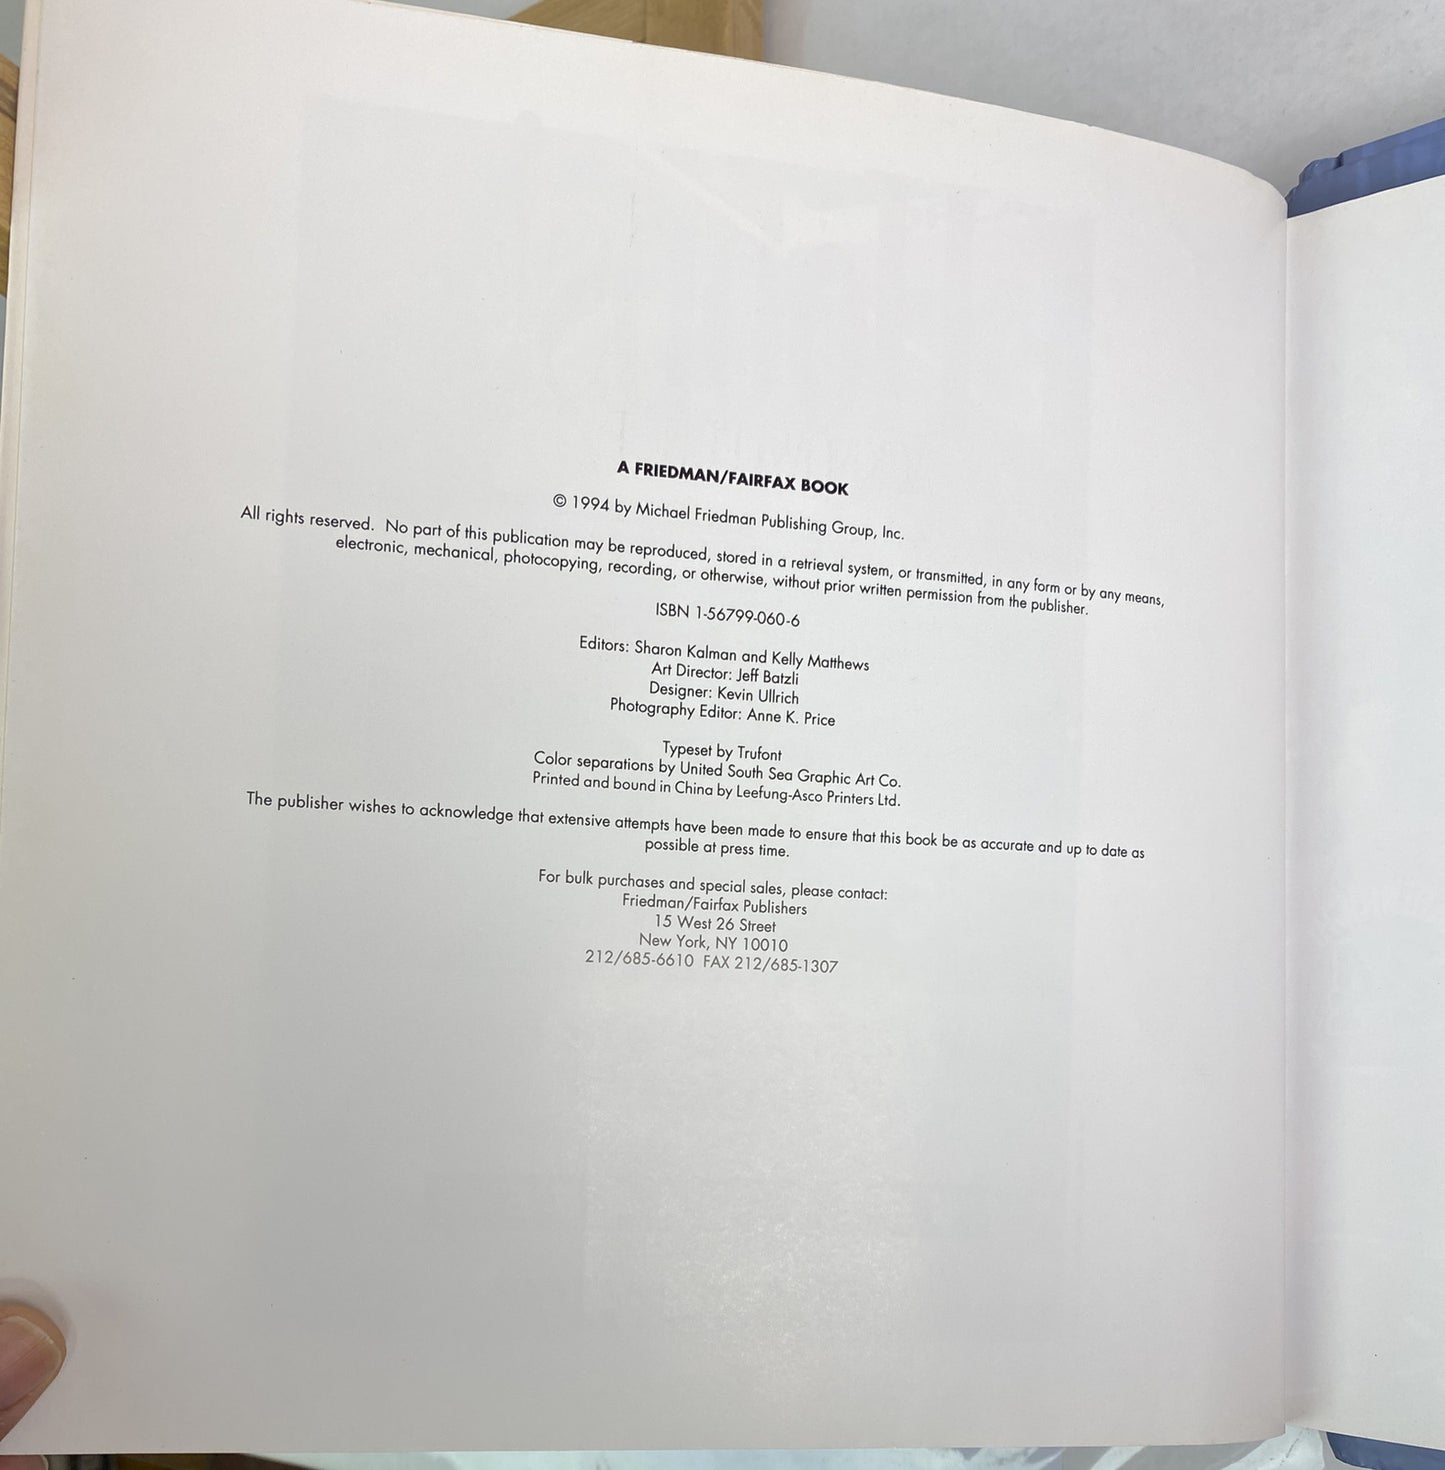 A FRIEDMAN/FAIRFAX BOOK
© 1994 by Michael Friedman Publishing Group, Inc.
All rights reserved. No part of this publication may be reproduced, stored in a retrieval system, or transmitted, in any form or by any means,
electronic, mechanical, photocopying, recording, or otherwise, without prior written permission from the publisher.
ISBN 1-56799-060-6
Editors: Sharon Kalman and Kelly Matthews
Art Director: Jeff Batzli
Designer: Kevin Ullrich
Photography Editor: Anne K. Price
Typeset by Trufont
Color separations by United South Sea Graphic Art Co.
Printed and bound in China by Leefung-Asco Printers Ltd.
The publisher wishes to acknowledge that extensive attempts have been made to ensure that this book be as accurate and up to date as
possible at press time.
For bulk purchases and special sales, please contact:
Friedman/Fairfax Publishers
15 West 26 Street
New York, NY 10010
212/685-6610 FAX 212/685-1307